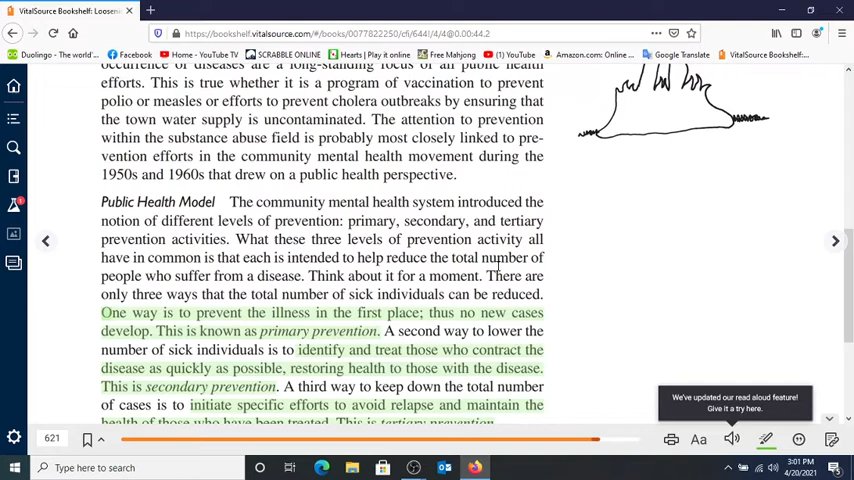 VitalSource Bookshelf: Loosenin
https://bookshelf.vitalsource.com/#/books/0077822250/cfi/644!/4/4@0.00:44.2
Duolingo
Facebook
Home - YouTube TV
SCRABBLE ONLINE
Hearts | Play it online
Free Mahjong
(1) YouTube
Amazon.com: Online...
Google Translate
VitalSource Bookshelf...
occurrence of diseases are a long-standing focus of all public health
efforts. This is true whether it is a program of vaccination to prevent
polio or measles or efforts to prevent cholera outbreaks by ensuring that
the town water supply is uncontaminated. The attention to prevention
within the substance abuse field is probably most closely linked to pre-
vention efforts in the community mental health movement during the
1950s and 1960s that drew on a public health perspective.
Public Health Model The community mental health system introduced the
notion of different levels of prevention: primary, secondary, and tertiary
prevention activities. What these three levels of prevention activity all
have in common is that each is intended to help reduce the total number of
people who suffer from a disease. Think about it for a moment. There are
only three ways that the total number of sick individuals can be reduced.
One way is to prevent the illness in the first place; thus no new cases
develop. This is known as primary prevention. A second way to lower the
number of sick individuals is to identify and treat those who contract the
disease as quickly as possible, restoring health to those with the disease.
This is secondary prevention. A third way to keep down the total number
of cases is to initiate specific efforts to avoid relapse and maintain the
health of those who have been treated. This is tertiary prevention.
We've updated our read aloud feature!
Give it a try here.
621
Aa
Type here to search
3:01 PM
4/20/2021